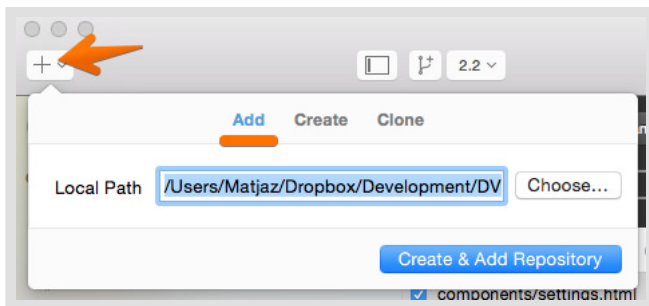 2.2
Add Create Clone
Local Path /Users/Matjaz/Dropbox/Development/DV Choose...
Create & Add Repository
components/settings.html